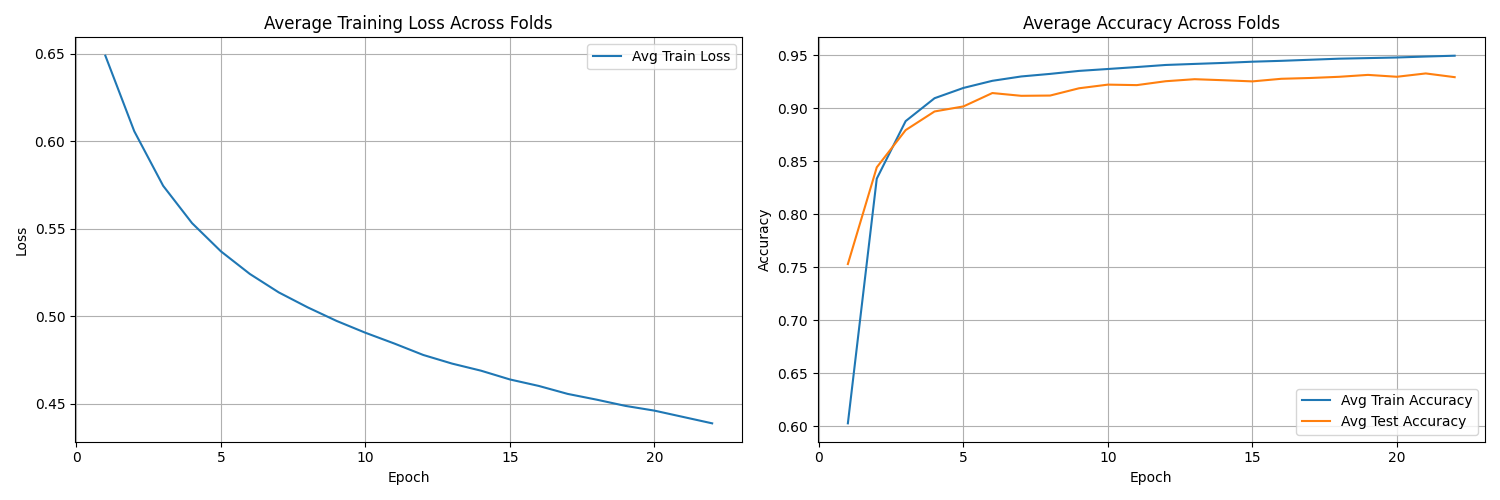 Average Training Loss Across Folds
Avg Train Loss
0.65
0.60
0.55
0.50
0.45
Loss
0
5
10
15
20
Epoch
Average Accuracy Across Folds
0.95
0.90
0.85
0.80
0.75
0.70
0.65
0.60
Accuracy
Avg Train Accuracy
Avg Test Accuracy
0
5
10
15
20
Epoch